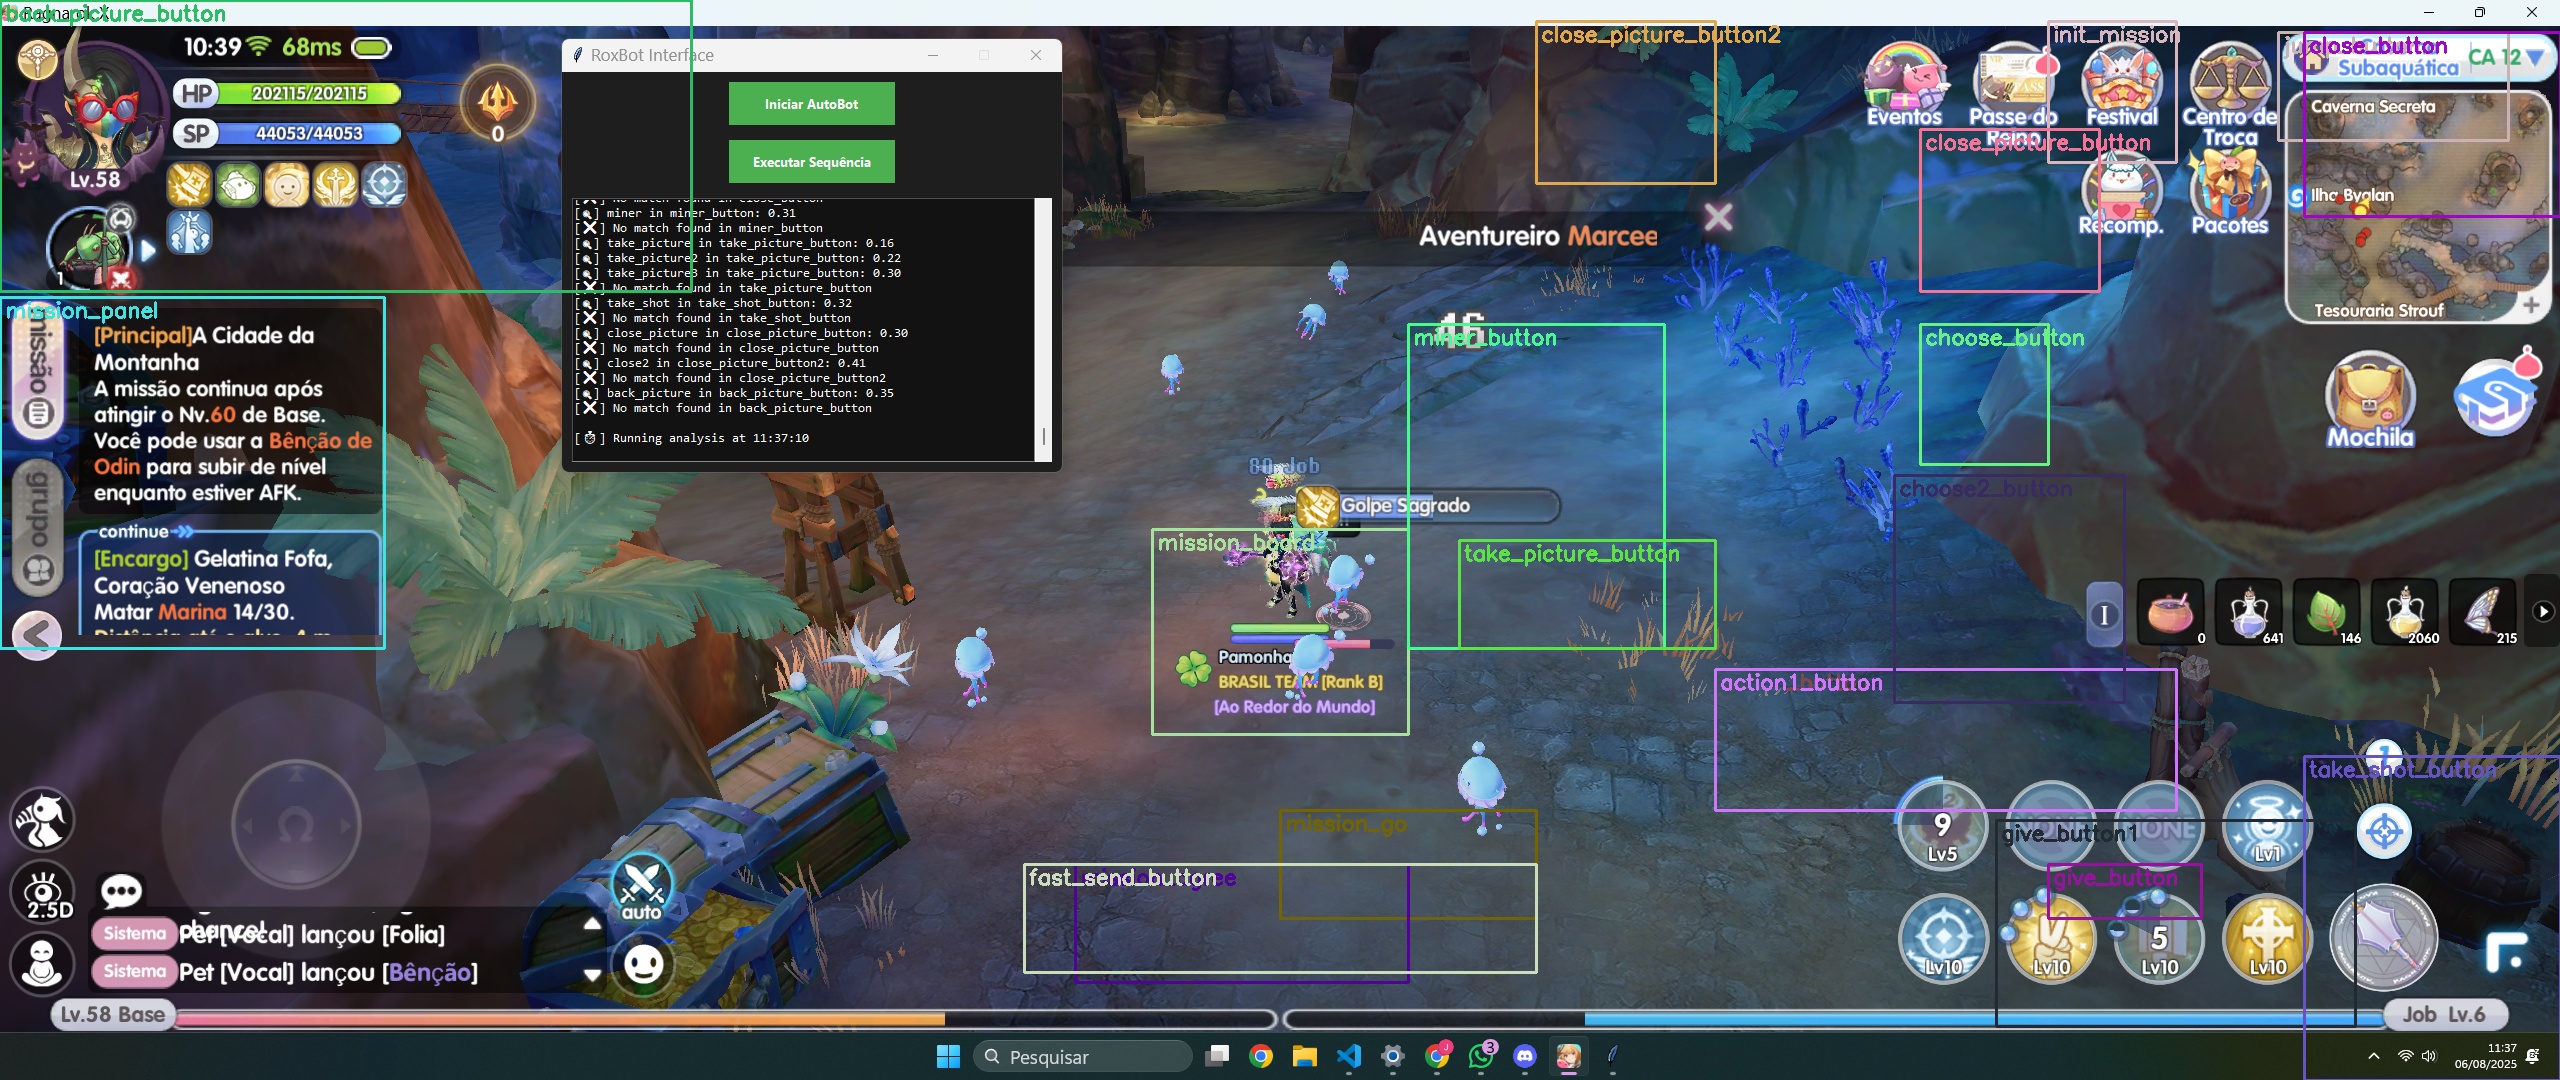 back_picture_button
Ragnarok X
10:39
68ms
HP 202115/202115
SP 44053/44053
0
Lv.58
1
RoxBot Interface
Iniciar AutoBot
Executar Sequência
[🔍] miner in miner_button: 0.31
[❌] No match found in miner_button
[🔍] take_picture in take_picture_button: 0.16
[🔍] take_picture2 in take_picture_button: 0.22
[🔍] take_picture3 in take_picture_button: 0.30
[❌] No match found in take_picture_button
[🔍] take_shot in take_shot_button: 0.32
[❌] No match found in take_shot_button
[🔍] close_picture in close_picture_button: 0.30
[❌] No match found in close_picture_button
[🔍] close2 in close_picture_button2: 0.41
[❌] No match found in close_picture_button2
[🔍] back_picture in back_picture_button: 0.35
[❌] No match found in back_picture_button
[⏱] Running analysis at 11:37:10
close_picture_button2
init_mission
close_button
Subaquática
CA 12
Eventos
Passe do Reino
Festival
Centro de Troca
close_picture_button
Recomp.
Pacotes
Caverna Secreta
Ilha Byalan
Tesouraria Strouf
Aventureiro Marcee
mission_panel
missão
grupo
[Principal]A Cidade da
Montanha
A missão continua após
atingir o Nv.60 de Base.
Você pode usar a Bênção de
Odin para subir de nível
enquanto estiver AFK.
continue
[Encargo] Gelatina Fofa,
Coração Venenoso
Matar Marina 14/30.
miner_button
choose_button
Mochila
80 Job
Golpe Sagrado
choose2_button
mission_board
take_picture_button
Pamonha
BRASIL TEAM [Rank B]
[Ao Redor do Mundo]
I
0
641
146
2060
215
action1_button
take_shot_button
mission_go
give_button1
9
Lv5
Lv1
fast_send_button
give_button
Lv10
Lv10
5
Lv10
Lv10
2.5D
auto
Sistema Pet [Vocal] lançou [Folia]
Sistema Pet [Vocal] lançou [Bênção]
Lv.58 Base
Job Lv.6
Pesquisar
3
11:37
06/08/2025